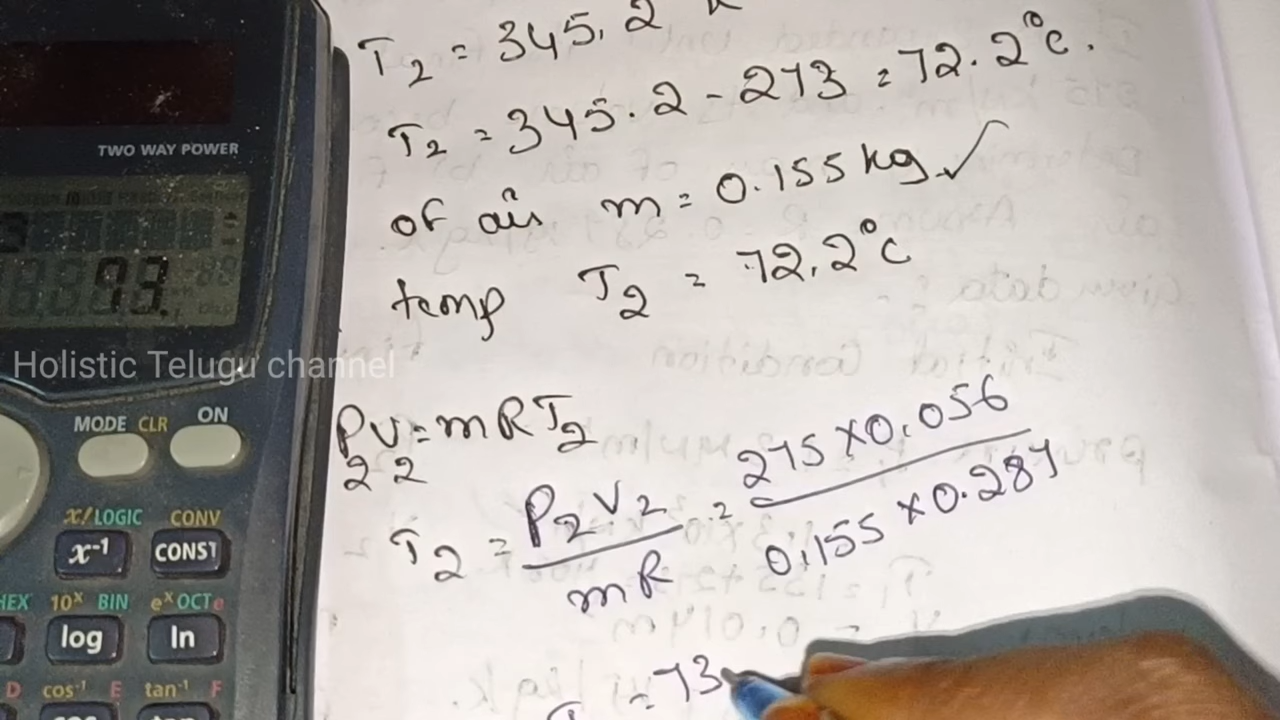 T2 = 345.2 K
T2 = 345.2 - 273 = 72.2°C.
of air m = 0.155 kg ✓
temp T2 = 72.2°C
P2V2 = mRT2
T2 = P2V2 / mR = 275 × 0.056 / 0.155 × 0.287
= 73
TWO WAY POWER
73.
Holistic Telugu channel
MODE CLR ON
x! LOGIC CONV
x-1 CONST
HEX 10x BIN ex OCT e
log ln
D cos-1 E tan-1 F